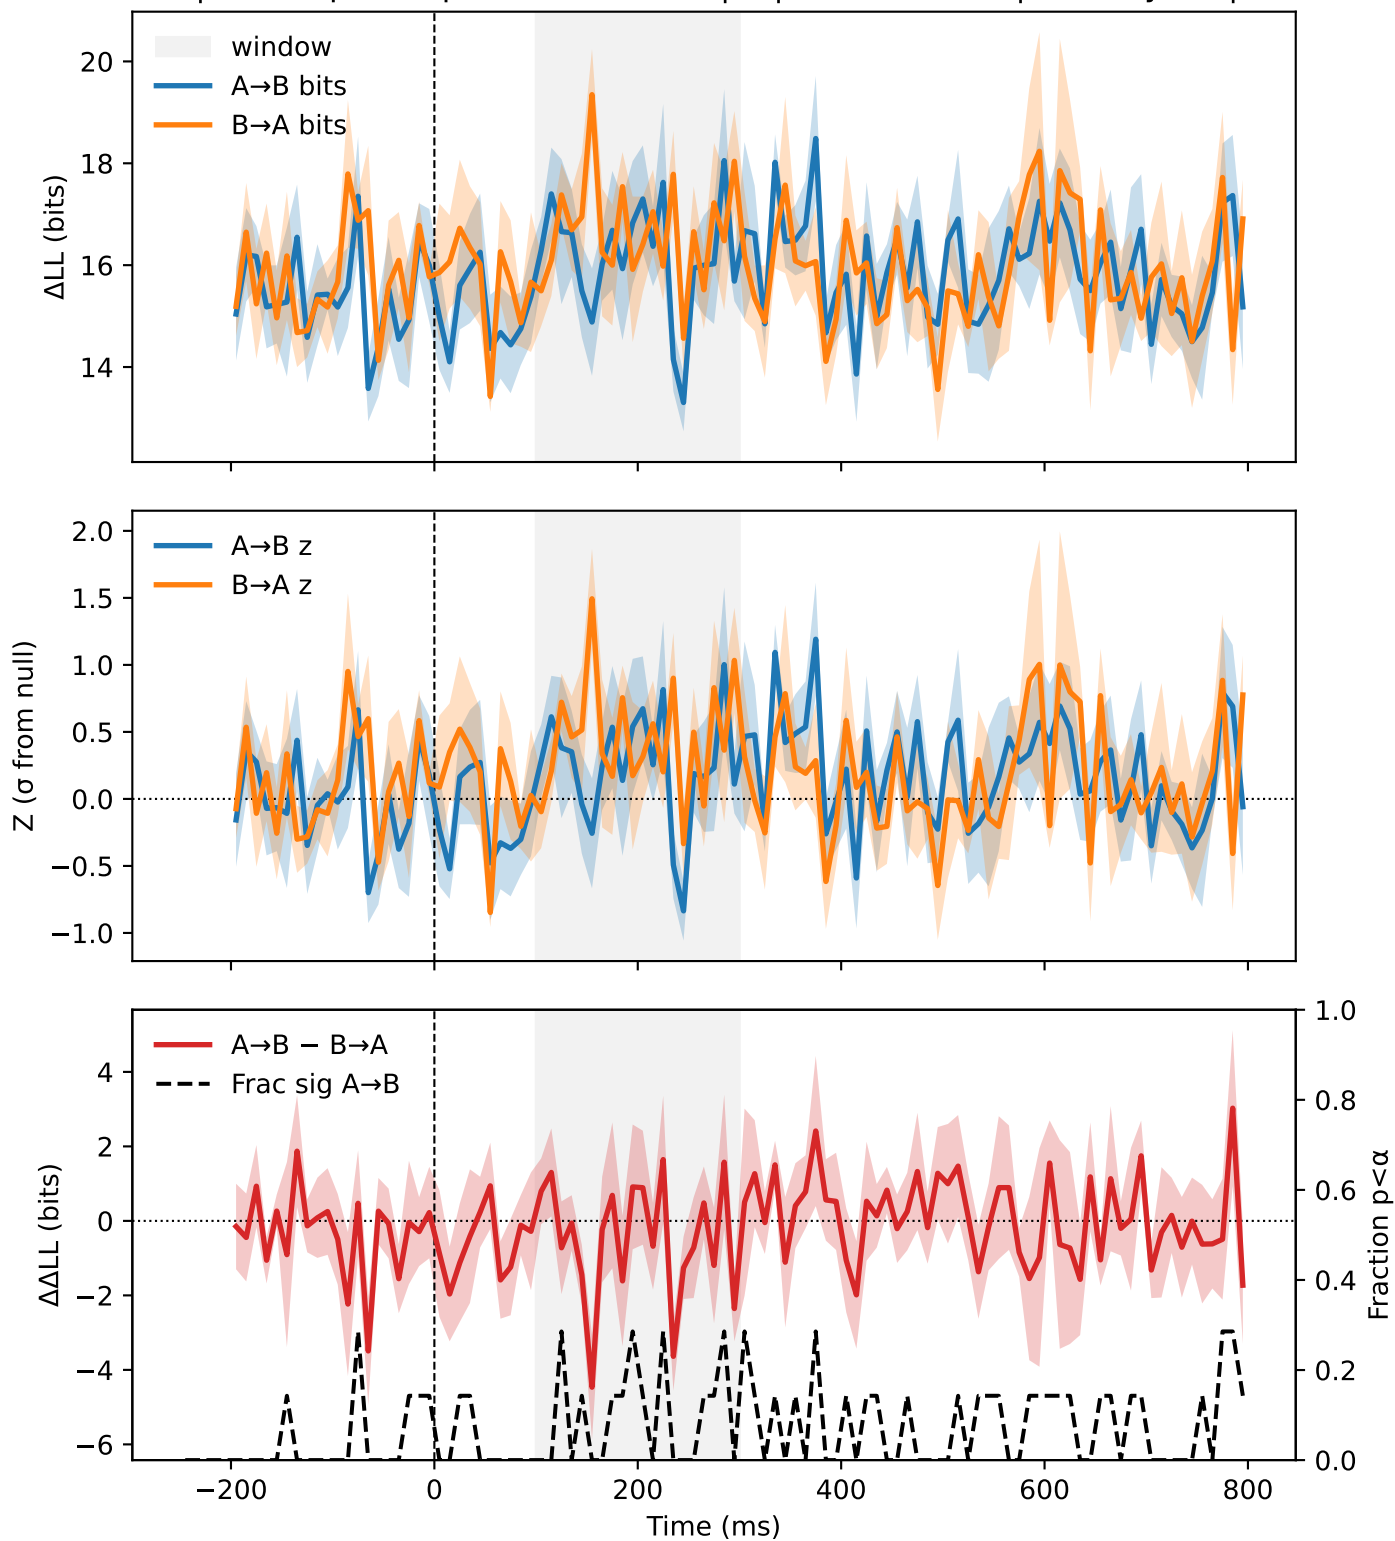 window
A→B bits
B→A bits
20
18
16
14
ΔLL (bits)
A→B z
B→A z
2.0
1.5
1.0
0.5
0.0
−0.5
−1.0
Z (σ from null)
A→B − B→A
Frac sig A→B
4
2
0
−2
−4
−6
ΔΔLL (bits)
1.0
0.8
0.6
0.4
0.2
0.0
Fraction p<α
−200 0 200 400 600 800
Time (ms)